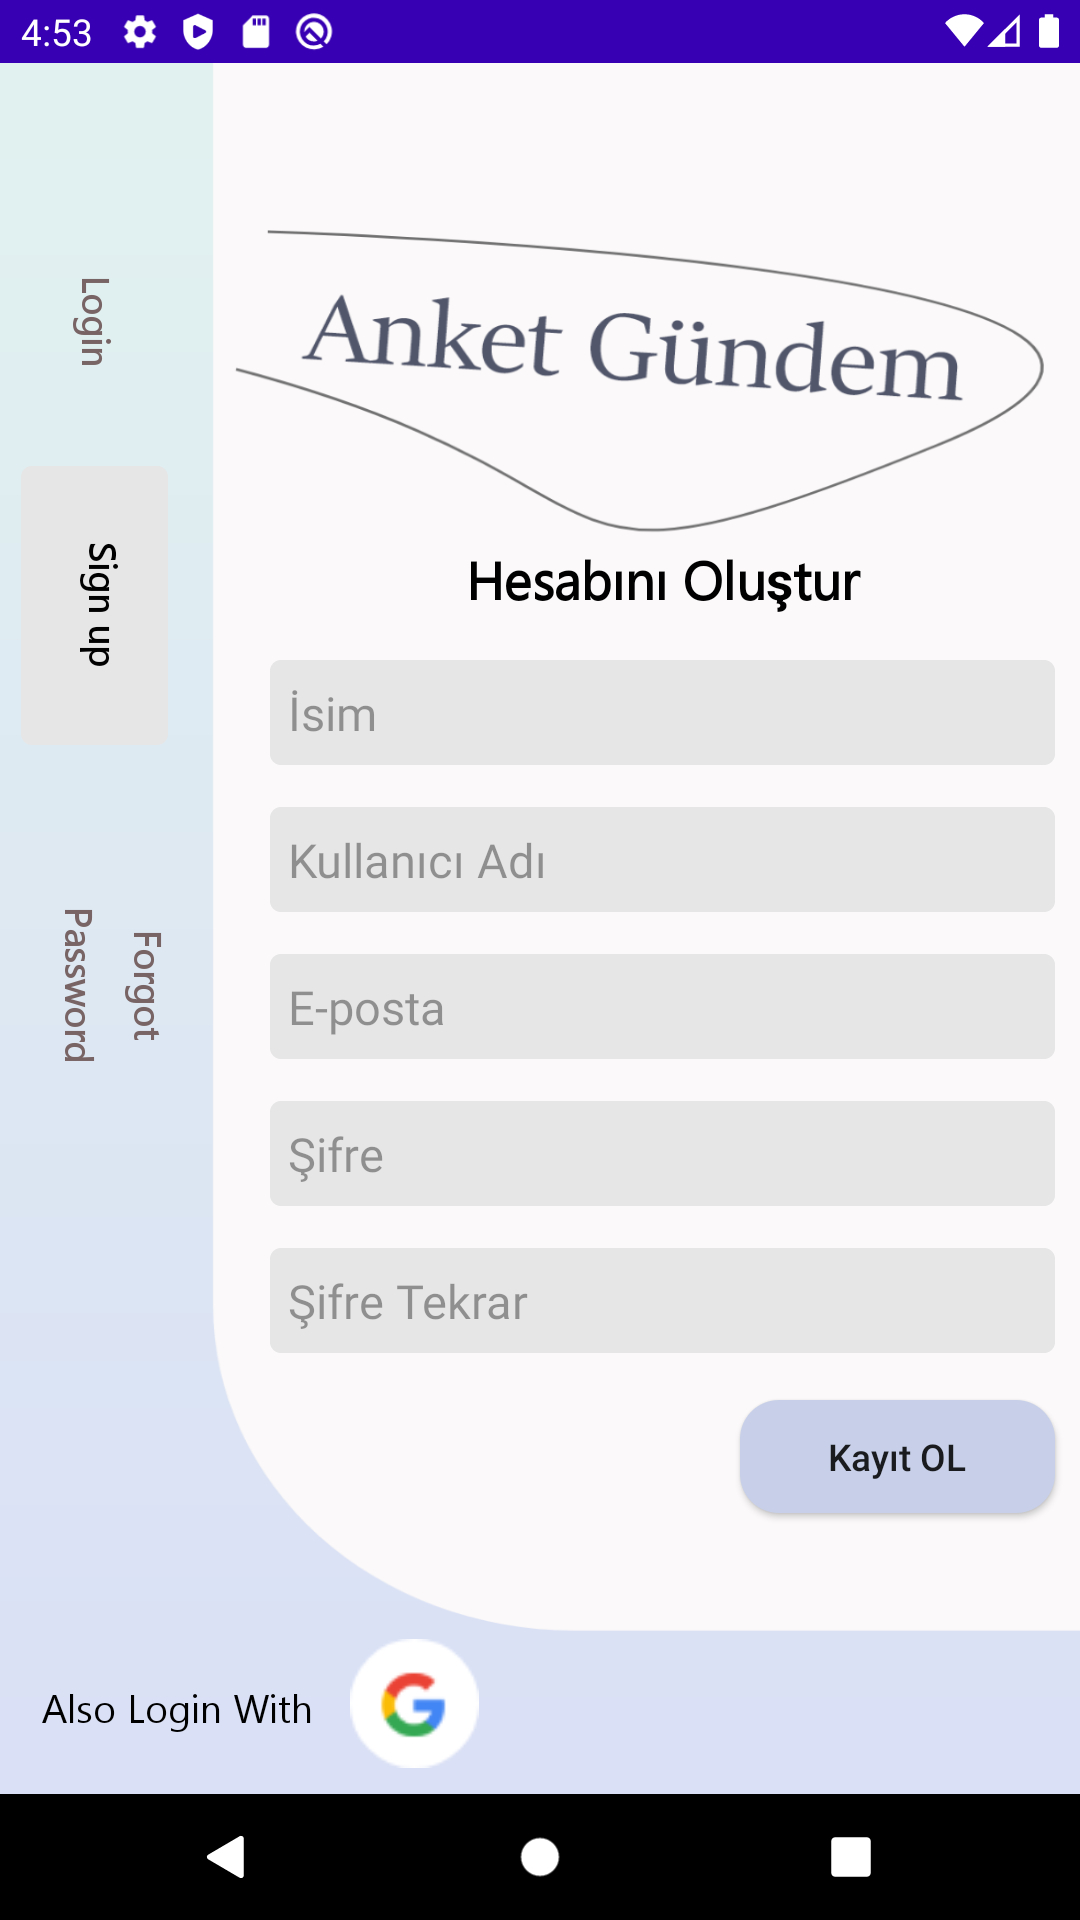 4:53
Login
Sign up
Forgot
Password
Anket Gündem
Hesabını Oluştur
İsim
Kullanıcı Adı
E-posta
Şifre
Şifre Tekrar
Kayıt OL
Also Login With